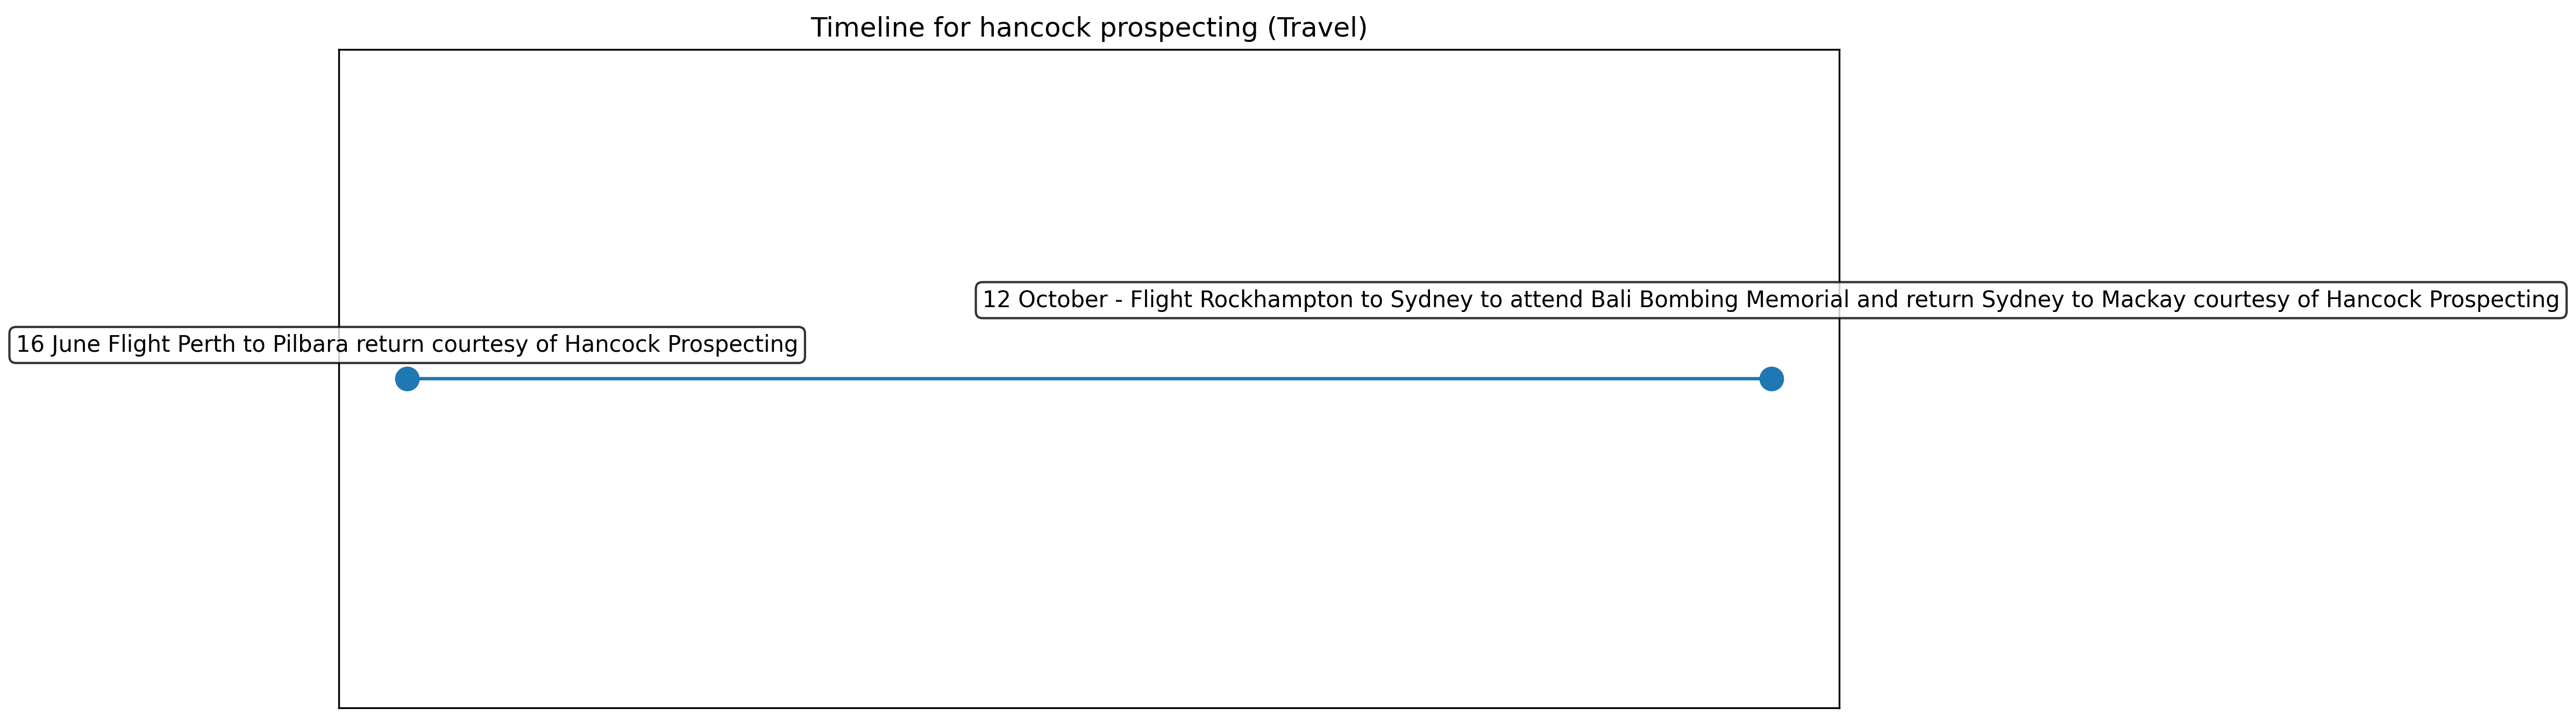 Timeline for hancock prospecting (Travel)
12 October - Flight Rockhampton to Sydney to attend Bali Bombing Memorial and return Sydney to Mackay courtesy of Hancock Prospecting
16 June Flight Perth to Pilbara return courtesy of Hancock Prospecting